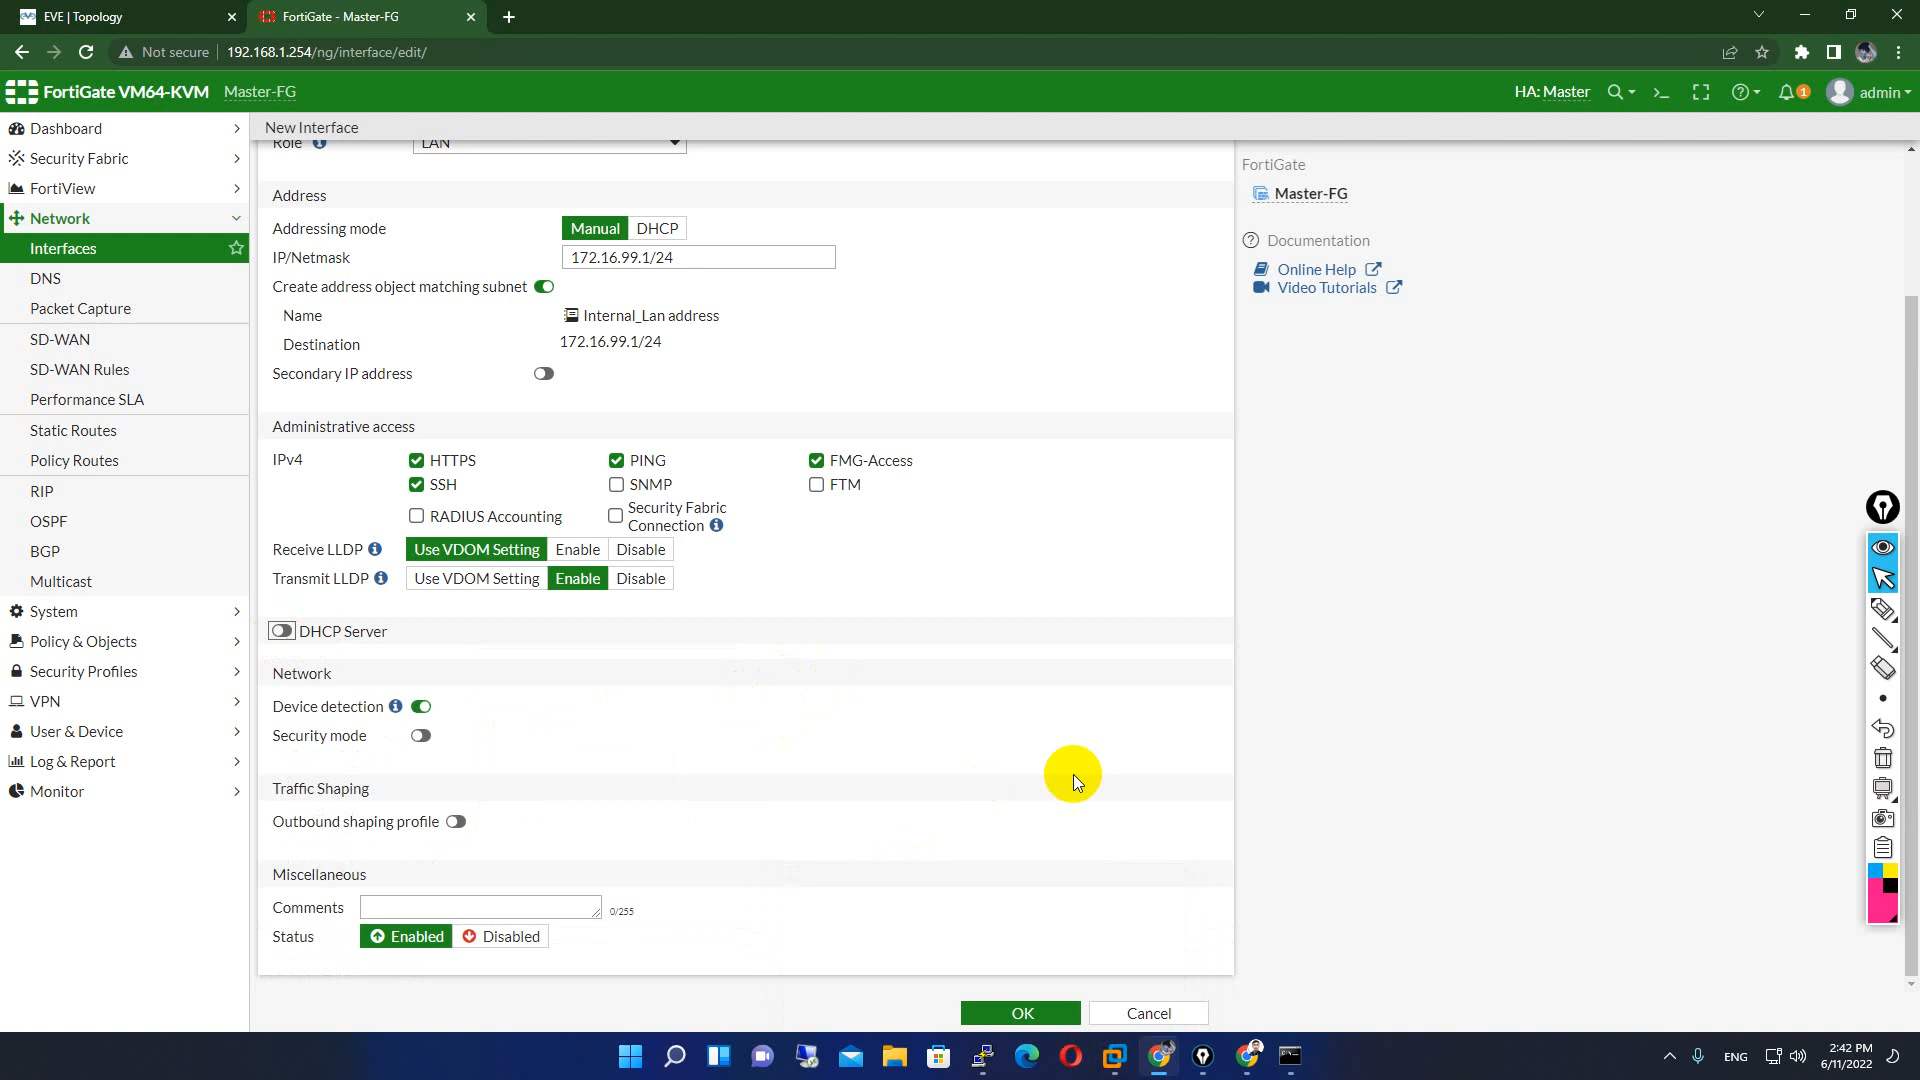 EVE | Topology
FortiGate - Master-FG
Not secure
192.168.1.254/ng/interface/edit/
FortiGate VM64-KVM
Master-FG
HA: Master
1
admin
Dashboard
Security Fabric
FortiView
Network
Interfaces
DNS
Packet Capture
SD-WAN
SD-WAN Rules
Performance SLA
Static Routes
Policy Routes
RIP
OSPF
BGP
Multicast
System
Policy & Objects
Security Profiles
VPN
User & Device
Log & Report
Monitor
New Interface
Role
LAN
Address
Addressing mode
Manual
DHCP
IP/Netmask
172.16.99.1/24
Create address object matching subnet
Name
Internal_Lan address
Destination
172.16.99.1/24
Secondary IP address
Administrative access
IPv4
HTTPS
PING
FMG-Access
SSH
SNMP
FTM
RADIUS Accounting
Security Fabric
Connection
Receive LLDP
Use VDOM Setting
Enable
Disable
Transmit LLDP
Use VDOM Setting
Enable
Disable
DHCP Server
Network
Device detection
Security mode
Traffic Shaping
Outbound shaping profile
Miscellaneous
Comments
0/255
Status
Enabled
Disabled
OK
Cancel
FortiGate
Master-FG
Documentation
Online Help
Video Tutorials
ENG
2:42 PM
6/11/2022